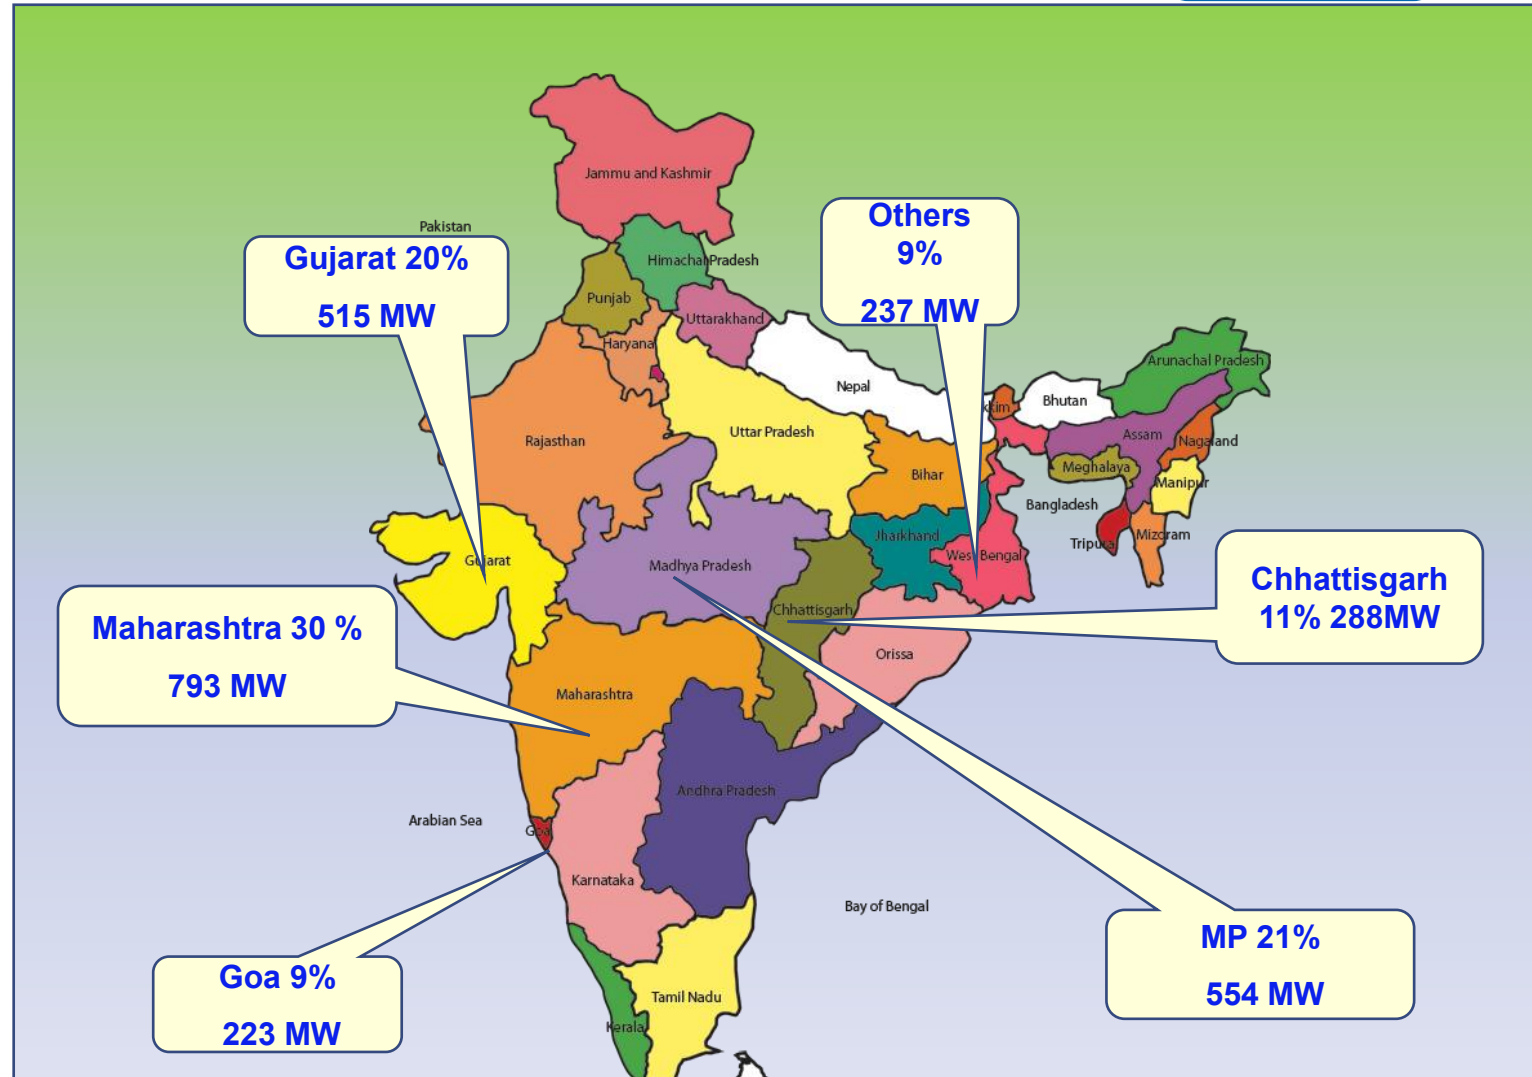 Jammu and Kashmir
Pakistan
Others
9%
237 MW
Gujarat 20%
515 MW
Himachal Pradesh
Punjab
Uttarakhand
Haryana
Nepal
Bhutan
Arunachal Pradesh
Rajasthan
Uttar Pradesh
Assam
Nagaland
Bihar
Meghalaya
Manipur
Bangladesh
Jharkhand
Tripura
Mizoram
Gujarat
Madhya Pradesh
West Bengal
Chhattisgarh
11% 288MW
Chhattisgarh
Maharashtra 30 %
793 MW
Orissa
Maharashtra
Andhra Pradesh
Arabian Sea
Goa
Karnataka
Bay of Bengal
MP 21%
554 MW
Goa 9%
223 MW
Tamil Nadu
Kerala